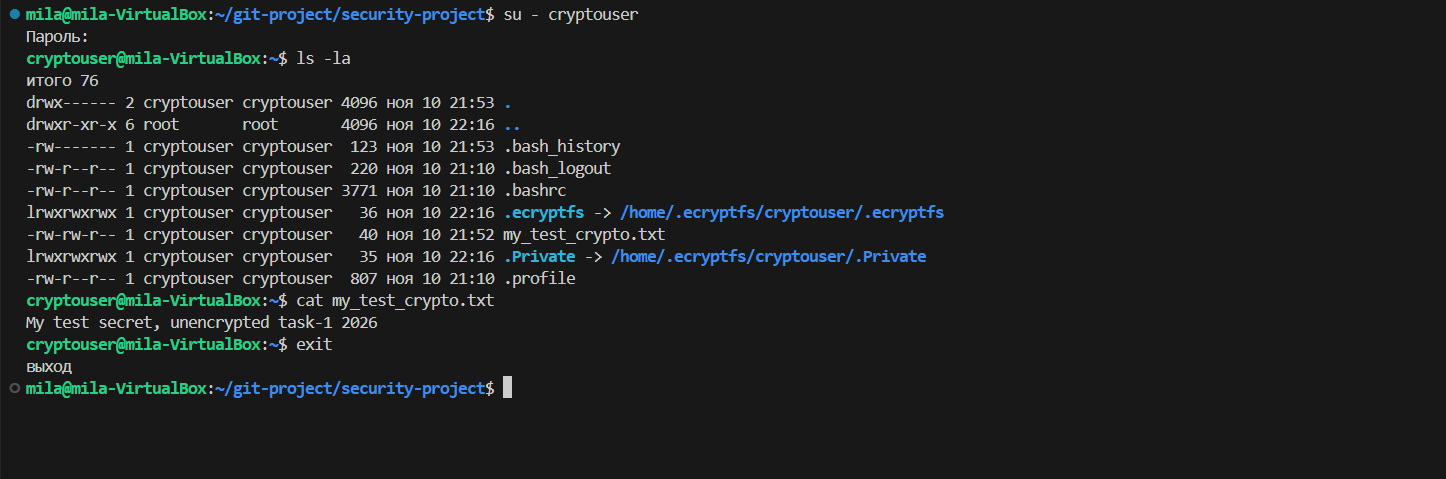 mila@mila-VirtualBox:~/git-project/security-project$ su - cryptouser
Пароль:
cryptouser@mila-VirtualBox:~$ ls -la
итого 76
drwx------ 2 cryptouser cryptouser 4096 ноя 10 21:53 .
drwxr-xr-x 6 root       root       4096 ноя 10 22:16 ..
-rw------- 1 cryptouser cryptouser  123 ноя 10 21:53 .bash_history
-rw-r--r-- 1 cryptouser cryptouser  220 ноя 10 21:10 .bash_logout
-rw-r--r-- 1 cryptouser cryptouser 3771 ноя 10 21:10 .bashrc
lrwxrwxrwx 1 cryptouser cryptouser   36 ноя 10 22:16 .ecryptfs -> /home/.ecryptfs/cryptouser/.ecryptfs
-rw-rw-r-- 1 cryptouser cryptouser   40 ноя 10 21:52 my_test_crypto.txt
lrwxrwxrwx 1 cryptouser cryptouser   35 ноя 10 22:16 .Private -> /home/.ecryptfs/cryptouser/.Private
-rw-r--r-- 1 cryptouser cryptouser  807 ноя 10 21:10 .profile
cryptouser@mila-VirtualBox:~$ cat my_test_crypto.txt
My test secret, unencrypted task-1 2026
cryptouser@mila-VirtualBox:~$ exit
выход
mila@mila-VirtualBox:~/git-project/security-project$